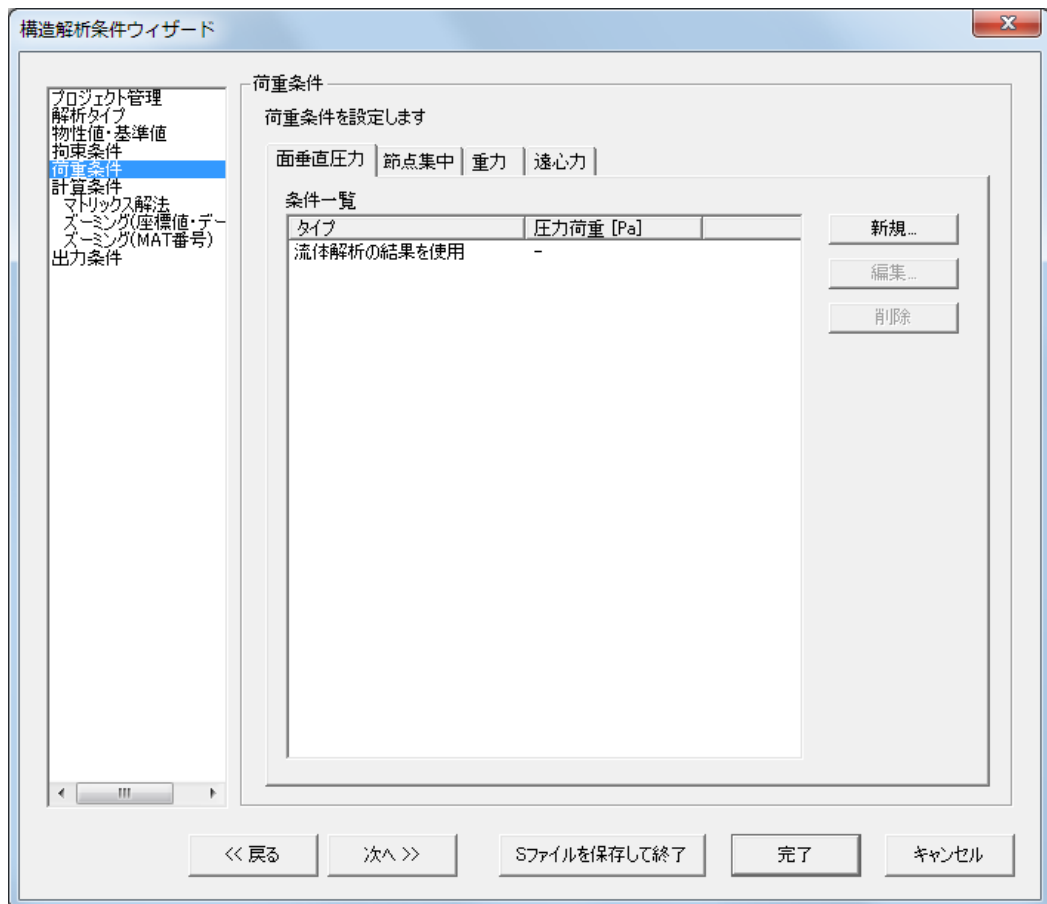 構造解析条件ウィザード
プロジェクト管理
解析タイプ
物性値・基準値
拘束条件
荷重条件
計算条件
マトリックス解法
ズーミング(座標値・デー
ズーミング(MAT番号)
出力条件
荷重条件
荷重条件を設定します
面垂直圧力 節点集中 重力 遠心力
条件一覧
タイプ 圧力荷重 [Pa]
流体解析の結果を使用 -
新規...
編集...
削除
<< 戻る 次へ >> Sファイルを保存して終了 完了 キャンセル